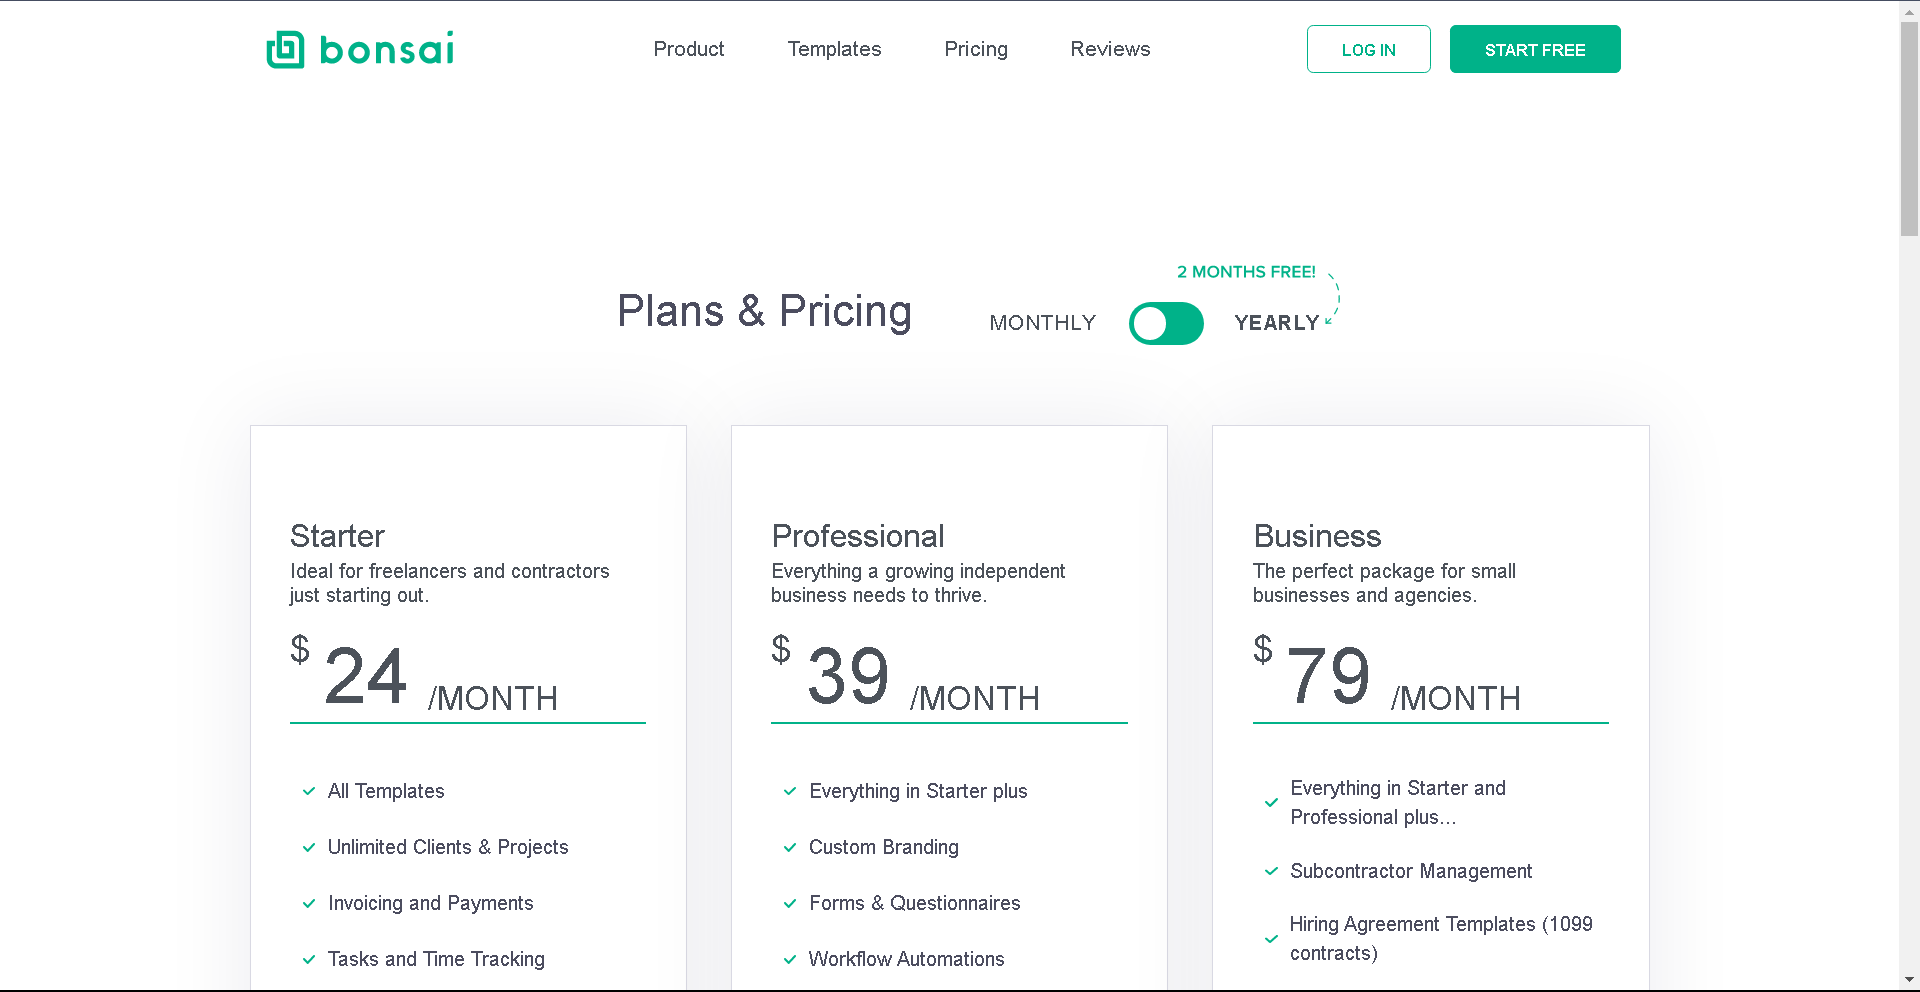 bonsai
Product
Templates
Pricing
Reviews
LOG IN
START FREE
2 MONTHS FREE!
Plans & Pricing
MONTHLY
YEARLY
Starter
Ideal for freelancers and contractors
just starting out.
$ 24 /MONTH
All Templates
Unlimited Clients & Projects
Invoicing and Payments
Tasks and Time Tracking
Professional
Everything a growing independent
business needs to thrive.
$ 39 /MONTH
Everything in Starter plus
Custom Branding
Forms & Questionnaires
Workflow Automations
Business
The perfect package for small
businesses and agencies.
$ 79 /MONTH
Everything in Starter and
Professional plus...
Subcontractor Management
Hiring Agreement Templates (1099
contracts)